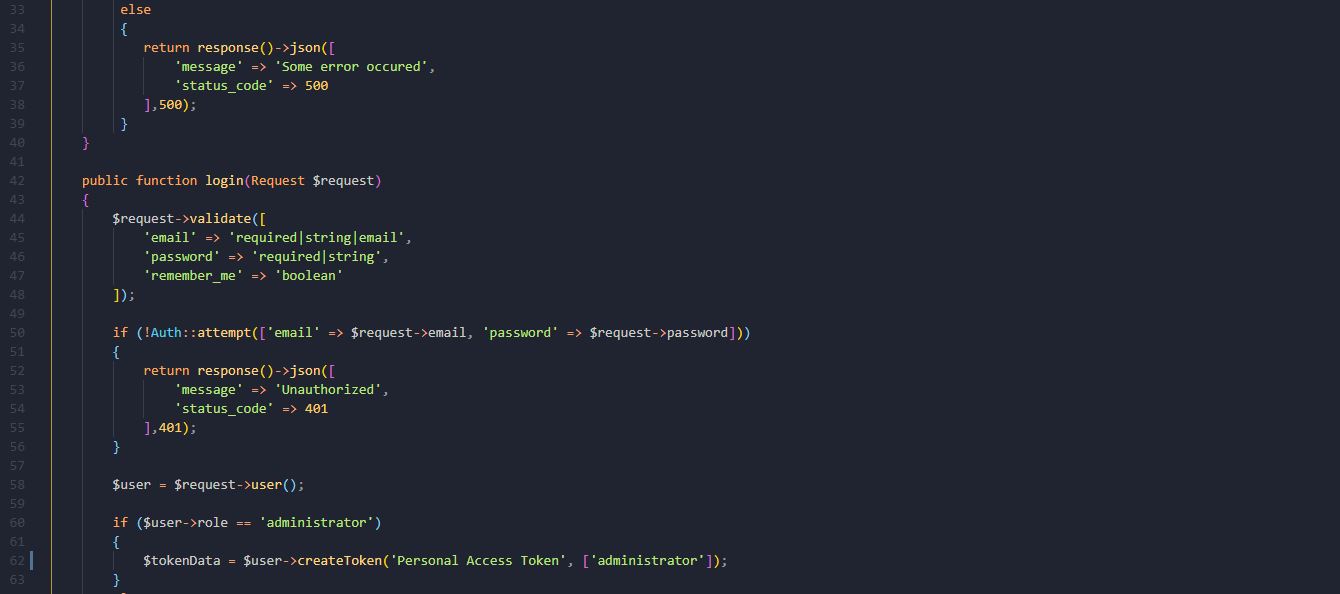 33 else
34 {
35 return response()->json([
36 'message' => 'Some error occured',
37 'status_code' => 500
38 ],500);
39 }
40 }
41
42 public function login(Request $request)
43 {
44 $request->validate([
45 'email' => 'required|string|email',
46 'password' => 'required|string',
47 'remember_me' => 'boolean'
48 ]);
49
50 if (!Auth::attempt(['email' => $request->email, 'password' => $request->password]))
51 {
52 return response()->json([
53 'message' => 'Unauthorized',
54 'status_code' => 401
55 ],401);
56 }
57
58 $user = $request->user();
59
60 if ($user->role == 'administrator')
61 {
62 $tokenData = $user->createToken('Personal Access Token', ['administrator']);
63 }